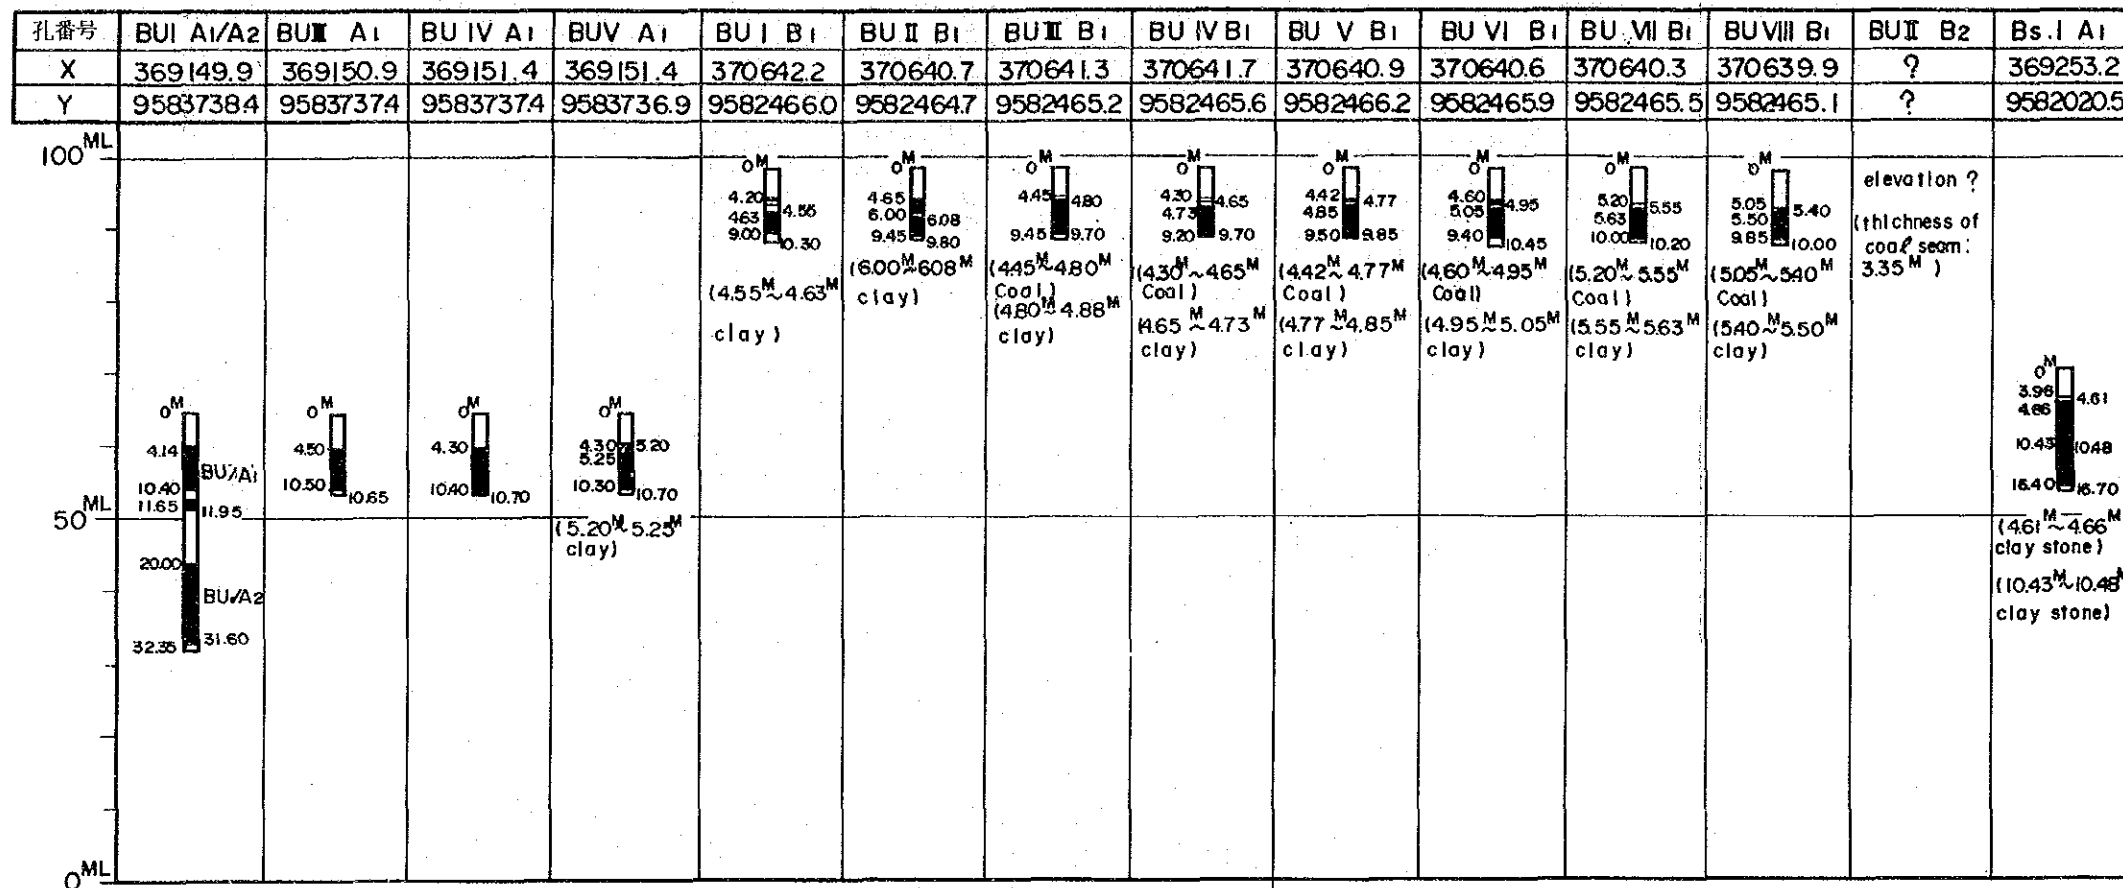 孔番号 BUI A1/A2 BUIII A1 BU IV A1 BUV A1 BU I B1 BU II B1 BUIII B1 BU IV B1 BU V B1 BU VI B1 BU VII B1 BUVIII B1 BUII B2 Bs.I A1
X 369149.9 369150.9 369151.4 369151.4 370642.2 370640.7 370641.3 370641.7 370640.9 370640.6 370640.3 370639.9 ? 369253.2
Y 9583738.4 9583737.4 9583737.4 9583736.9 9582466.0 9582464.7 9582465.2 9582465.6 9582466.2 9582465.9 9582465.5 9582465.1 ? 9582020.5
100ML
50ML
0ML
0M
4.14
BU/A1
10.40
11.65 11.95
20.00
BU/A2
32.35 31.60
0M
4.50
10.50 10.65
0M
4.30
10.40 10.70
0M
4.30 5.20
5.25
10.30 10.70
(5.20M~5.25M
clay)
0M
4.20 4.55
4.63
9.00 10.30
(4.55M~4.63M
clay)
0M
4.65
6.00 6.08
9.45 9.80
(6.00M~6.08M
clay)
0M
4.45 4.80
9.45 9.70
(4.45M~4.80M
Coal)
(4.80M~4.88M
clay)
0M
4.30 4.65
4.73
9.20 9.70
(4.30M~4.65M
Coal)
(4.65M~4.73M
clay)
0M
4.42 4.77
4.85
9.50 9.85
(4.42M~4.77M
Coal)
(4.77M~4.85M
clay)
0M
4.60 4.95
5.05
9.40 10.45
(4.60M~4.95M
Coal)
(4.95M~5.05M
clay)
0M
5.20 5.55
5.63
10.00 10.20
(5.20M~5.55M
Coal)
(5.55M~5.63M
clay)
0M
5.05 5.40
5.50
9.85 10.00
(5.05M~5.40M
Coal)
(5.40M~5.50M
clay)
elevation ?
(thichness of
coal seam:
3.35M )
0M
3.96 4.61
4.66
10.43 10.48
16.40 16.70
(4.61M~4.66M
clay stone)
(10.43M~10.48M
clay stone)